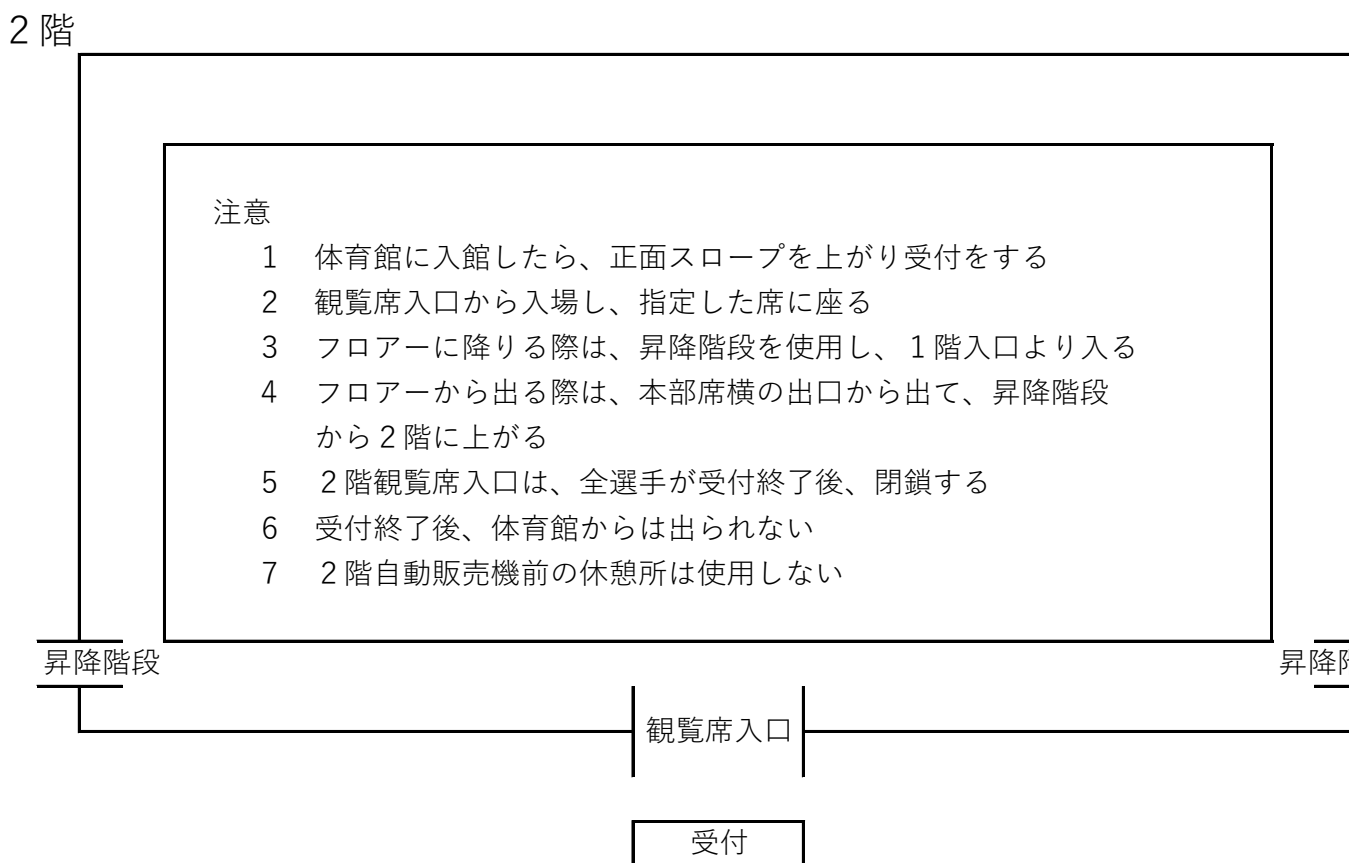 ２階
注意
1 体育館に入館したら、正面スロープを上がり受付をする
2 観覧席入口から入場し、指定した席に座る
3 フロアーに降りる際は、昇降階段を使用し、１階入口より入る
4 フロアーから出る際は、本部席横の出口から出て、昇降階段
から２階に上がる
5 ２階観覧席入口は、全選手が受付終了後、閉鎖する
6 受付終了後、体育館からは出られない
7 ２階自動販売機前の休憩所は使用しない
昇降階段
昇降
観覧席入口
受付